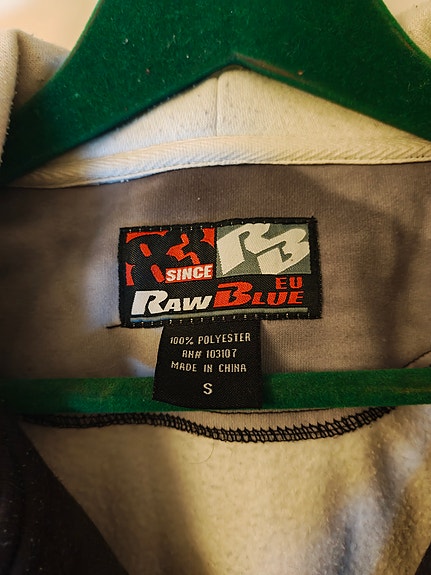 RB RB
SINCE
EU
RAW BLUE
100% POLYESTER
RN# 103107
MADE IN CHINA
S